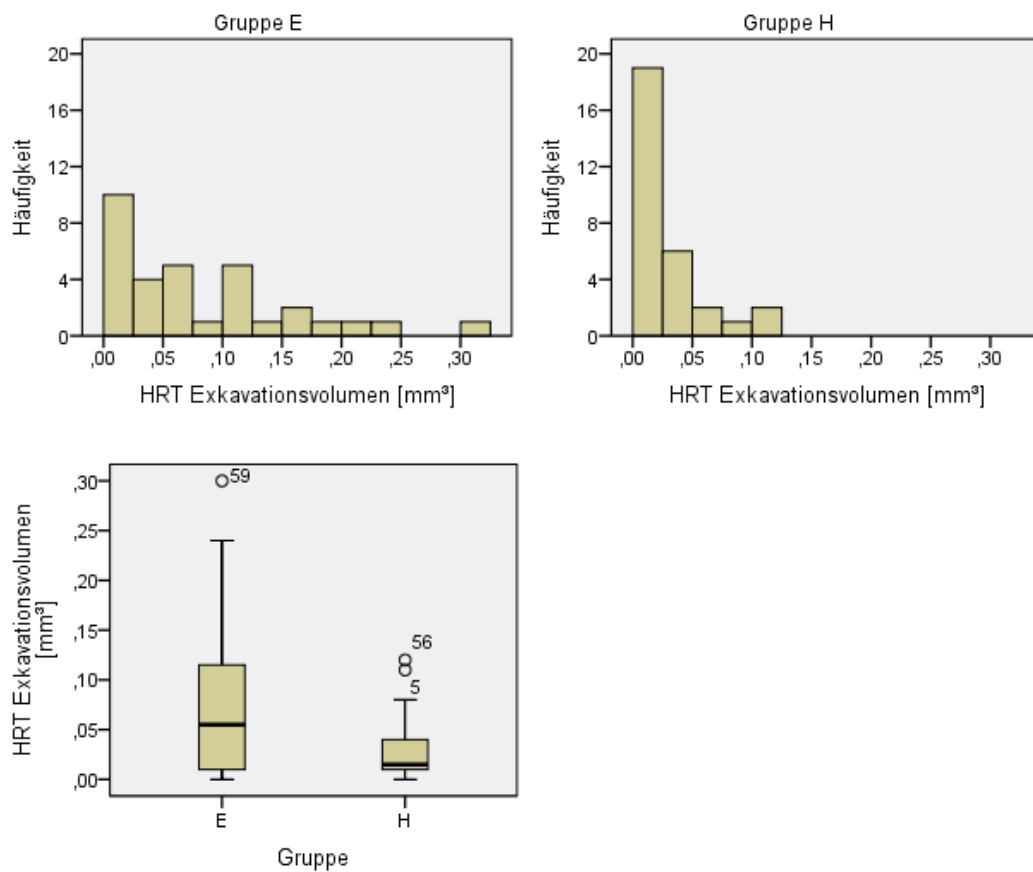 Gruppe E
20
16
12
8
4
0
Häufigkeit
,00 ,05 ,10 ,15 ,20 ,25 ,30
HRT Exkavationsvolumen [mm³]
Gruppe H
20
16
12
8
4
0
Häufigkeit
,00 ,05 ,10 ,15 ,20 ,25 ,30
HRT Exkavationsvolumen [mm³]
HRT Exkavationsvolumen
[mm³]
,30
,25
,20
,15
,10
,05
,00
59
56
5
E H
Gruppe